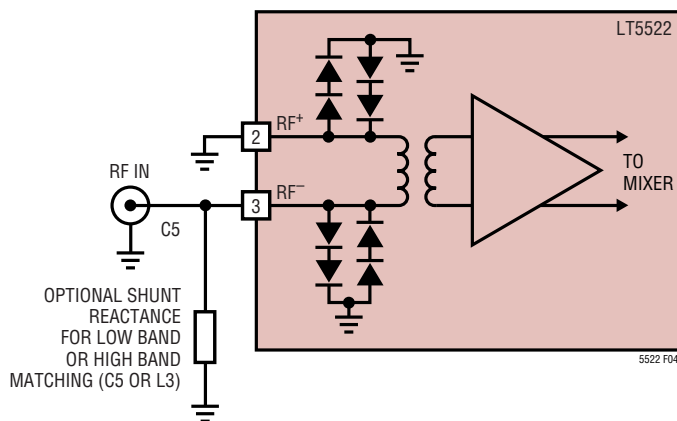 LT5522
2
RF+
RF IN
3
RF−
C5
TO
MIXER
OPTIONAL SHUNT
REACTANCE
FOR LOW BAND
OR HIGH BAND
MATCHING (C5 OR L3)
5522 F04